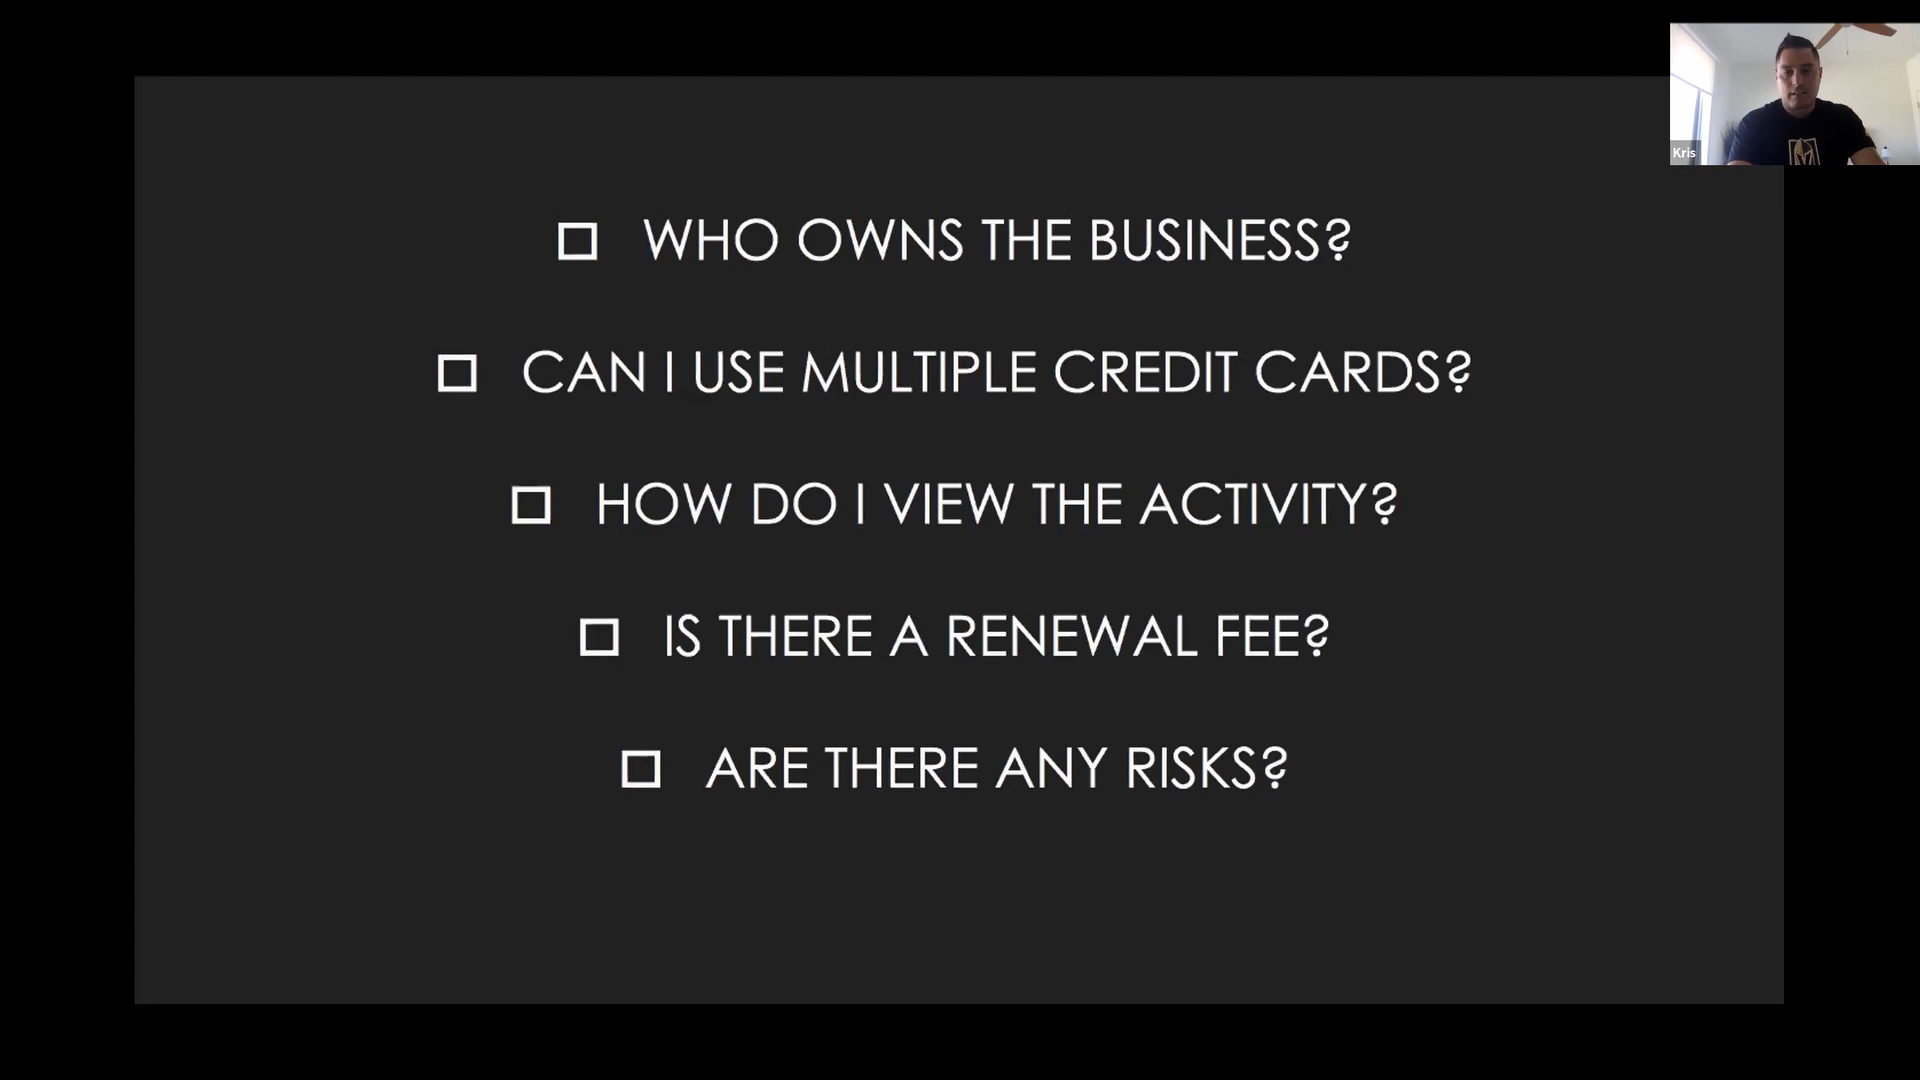 Kris
WHO OWNS THE BUSINESS?
CAN I USE MULTIPLE CREDIT CARDS?
HOW DO I VIEW THE ACTIVITY?
IS THERE A RENEWAL FEE?
ARE THERE ANY RISKS?